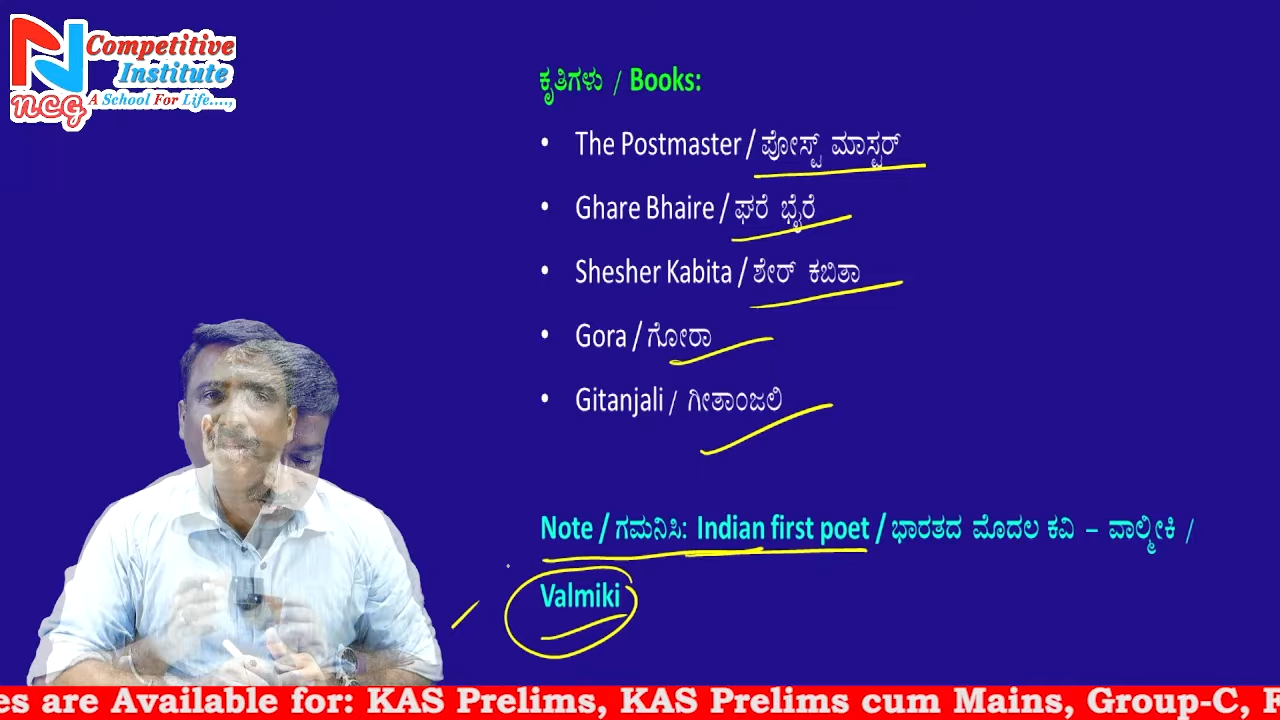 Competitive
Institute
NCG A School For Life....,
ಕೃತಿಗಳು / Books:
• The Postmaster / ಪೋಸ್ಟ್ ಮಾಸ್ಟರ್
• Ghare Bhaire / ಘರೆ ಭೈರೆ
• Shesher Kabita / ಶೇರ್ ಕಬಿತಾ
• Gora / ಗೋರಾ
• Gitanjali / ಗೀತಾಂಜಲಿ
Note / ಗಮನಿಸಿ: Indian first poet / ಭಾರತದ ಮೊದಲ ಕವಿ – ವಾಲ್ಮೀಕಿ /
Valmiki
es are Available for: KAS Prelims, KAS Prelims cum Mains, Group-C,